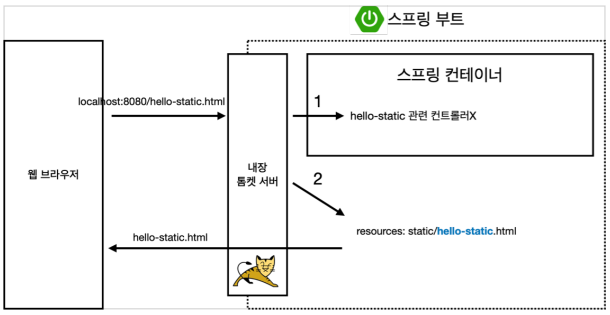 스프링 부트
스프링 컨테이너
localhost:8080/hello-static.html
1
hello-static 관련 컨트롤러X
웹 브라우저
내장
톰켓 서버
2
resources: static/hello-static.html
hello-static.html